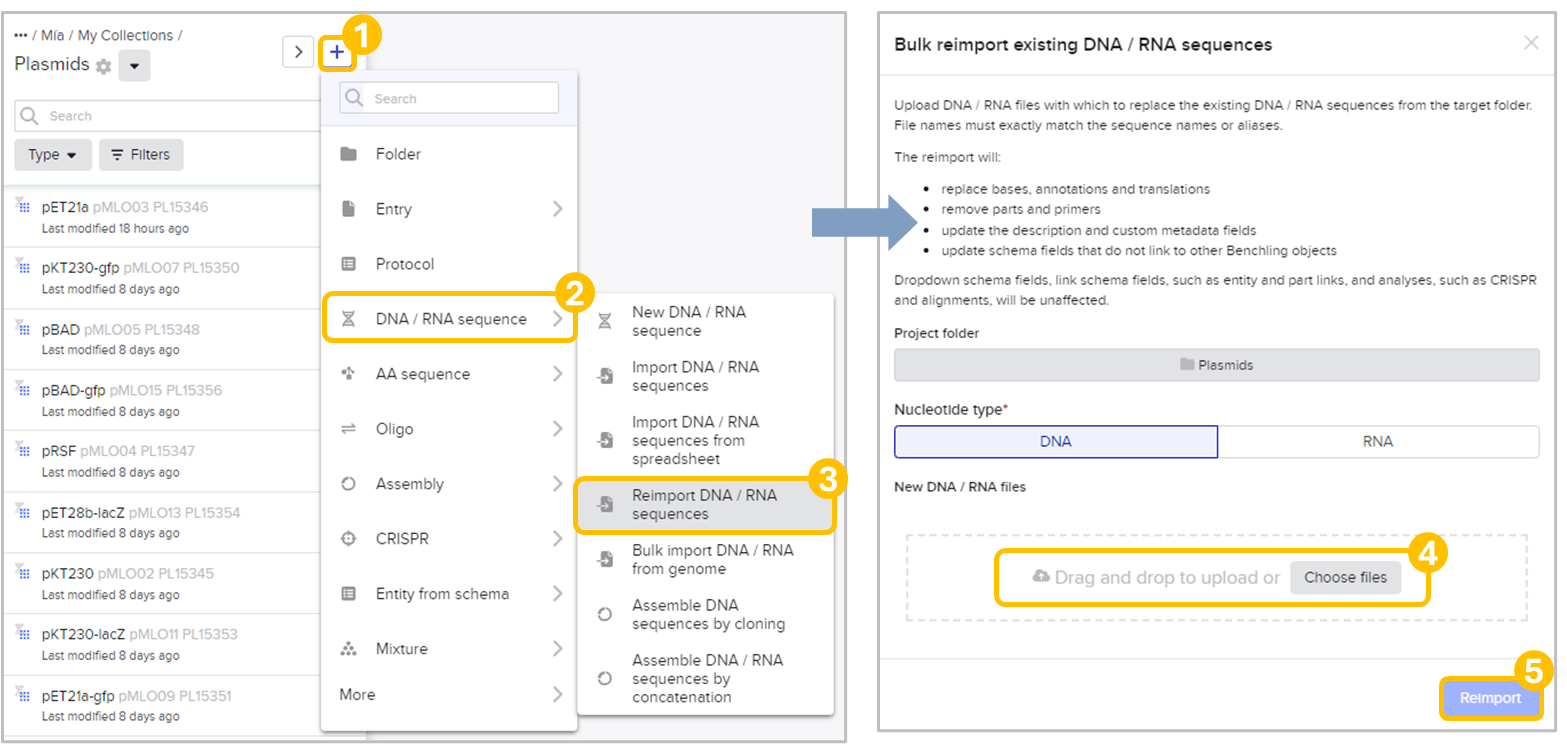 ••• / Mía / My Collections /
Plasmids
Search
Type
Filters
pET21a pMLO03 PL15346
Last modified 18 hours ago
pKT230-gfp pMLO07 PL15350
Last modified 8 days ago
pBAD pMLO05 PL15348
Last modified 8 days ago
pBAD-gfp pMLO15 PL15356
Last modified 8 days ago
pRSF pMLO04 PL15347
Last modified 8 days ago
pET28b-lacZ pMLO13 PL15354
Last modified 8 days ago
pKT230 pMLO02 PL15345
Last modified 8 days ago
pKT230-lacZ pMLO11 PL15353
Last modified 8 days ago
pET21a-gfp pMLO09 PL15351
Last modified 8 days ago
1
Search
Folder
Entry
Protocol
2
DNA / RNA sequence
AA sequence
Oligo
Assembly
CRISPR
Entity from schema
Mixture
More
New DNA / RNA
sequence
Import DNA / RNA
sequences
Import DNA / RNA
sequences from
spreadsheet
3
Reimport DNA / RNA
sequences
Bulk import DNA / RNA
from genome
Assemble DNA
sequences by cloning
Assemble DNA / RNA
sequences by
concatenation
Bulk reimport existing DNA / RNA sequences
Upload DNA / RNA files with which to replace the existing DNA / RNA sequences from the target folder.
File names must exactly match the sequence names or aliases.
The reimport will:
• replace bases, annotations and translations
• remove parts and primers
• update the description and custom metadata fields
• update schema fields that do not link to other Benchling objects
Dropdown schema fields, link schema fields, such as entity and part links, and analyses, such as CRISPR
and alignments, will be unaffected.
Project folder
Plasmids
Nucleotide type*
DNA
RNA
New DNA / RNA files
4
Drag and drop to upload or Choose files
5
Reimport